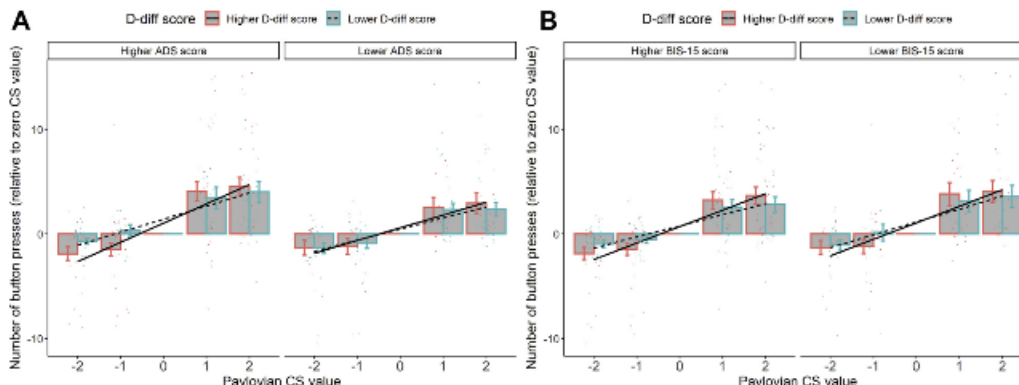 A
D-diff score Higher D-diff score Lower D-diff score
Higher ADS score Lower ADS score
Number of button presses (relative to zero CS value)
10
0
-10
-2 -1 0 1 2 -2 -1 0 1 2
Pavlovian CS value
B
D-diff score Higher D-diff score Lower D-diff score
Higher BIS-15 score Lower BIS-15 score
Number of button presses (relative to zero CS value)
10
0
-10
-2 -1 0 1 2 -2 -1 0 1 2
Pavlovian CS value